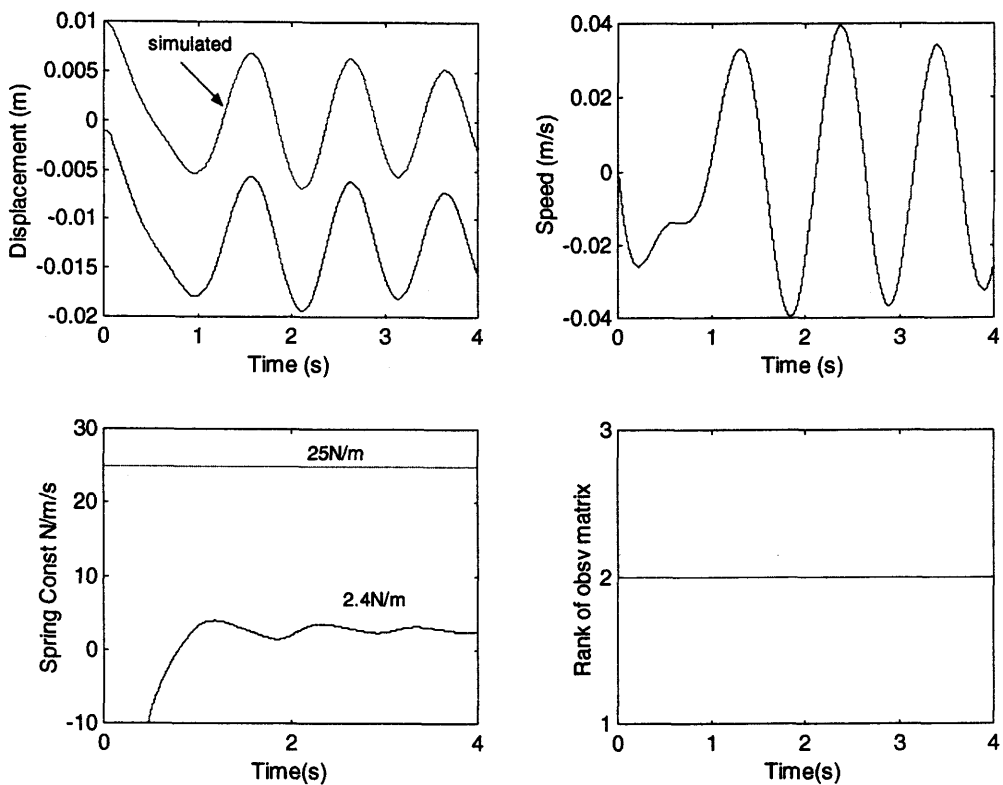 0.01
0.005
0
-0.005
-0.01
-0.015
-0.02
Displacement (m)
simulated
0 1 2 3 4
Time (s)
0.04
0.02
0
-0.02
-0.04
Speed (m/s)
0 1 2 3 4
Time (s)
30
20
10
0
-10
Spring Const N/m/s
25N/m
2.4N/m
0 2 4
Time(s)
3
2
1
Rank of obsv matrix
0 1 2 3 4
Time(s)